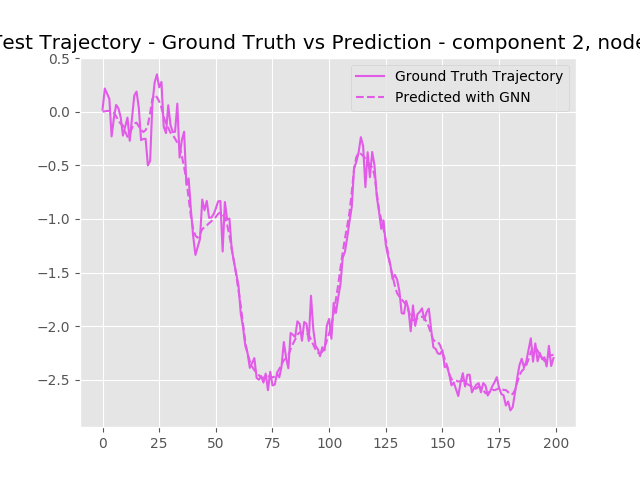 Test Trajectory - Ground Truth vs Prediction - component 2, node
Ground Truth Trajectory
Predicted with GNN
0.5
0.0
−0.5
−1.0
−1.5
−2.0
−2.5
0 25 50 75 100 125 150 175 200